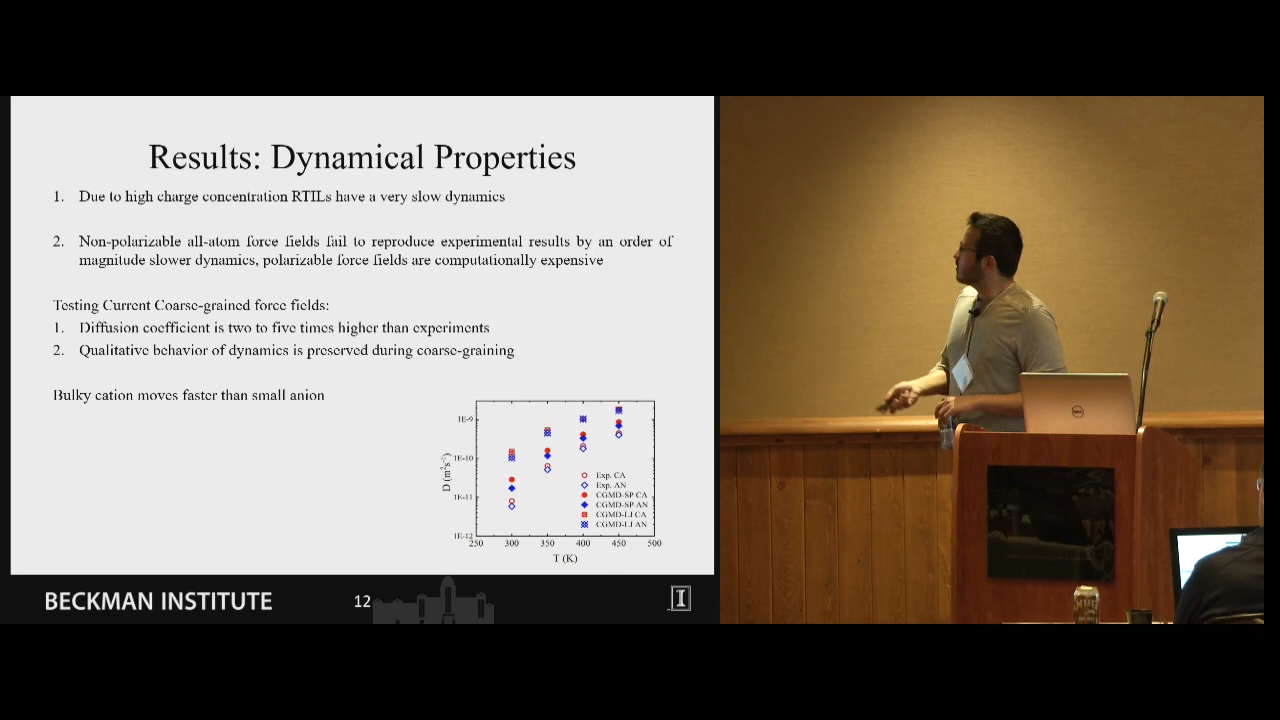 Results: Dynamical Properties
1. Due to high charge concentration RTILs have a very slow dynamics
2. Non-polarizable all-atom force fields fail to reproduce experimental results by an order of
magnitude slower dynamics, polarizable force fields are computationally expensive
Testing Current Coarse-grained force fields:
1. Diffusion coefficient is two to five times higher than experiments
2. Qualitative behavior of dynamics is preserved during coarse-graining
Bulky cation moves faster than small anion
1E-9
1E-10
1E-11
1E-12
D (m²s⁻¹)
Exp. CA
Exp. AN
CGMD-SP CA
CGMD-SP AN
CGMD-LJ CA
CGMD-LJ AN
250 300 350 400 450 500
T (K)
BECKMAN INSTITUTE
12
I
DELL